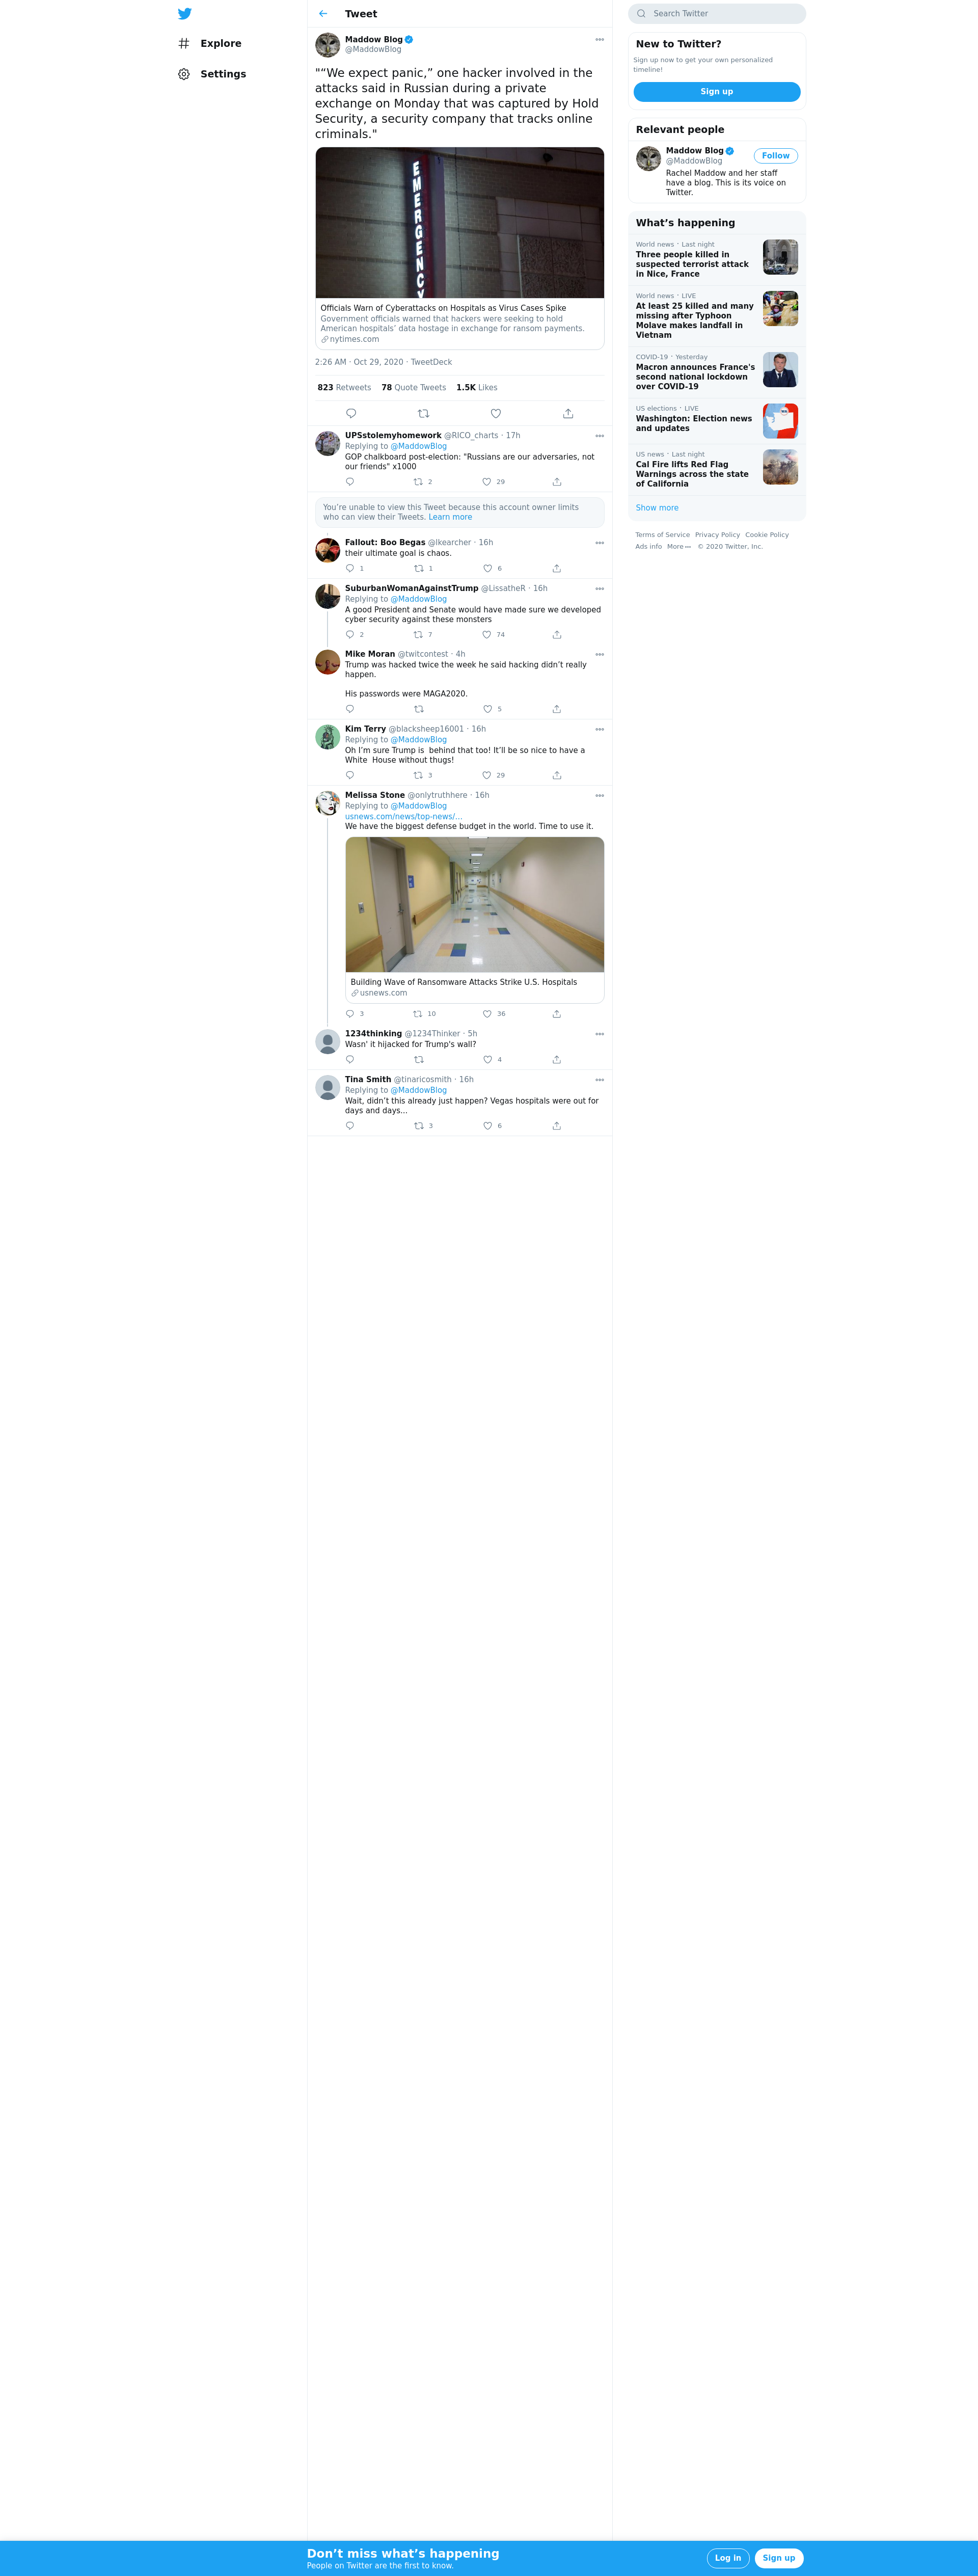 Explore
Settings
Tweet
Maddow Blog
@MaddowBlog
"“We expect panic,” one hacker involved in the
attacks said in Russian during a private
exchange on Monday that was captured by Hold
Security, a security company that tracks online
criminals."
EMERGENCY
Officials Warn of Cyberattacks on Hospitals as Virus Cases Spike
Government officials warned that hackers were seeking to hold
American hospitals’ data hostage in exchange for ransom payments.
nytimes.com
2:26 AM · Oct 29, 2020 · TweetDeck
823 Retweets 78 Quote Tweets 1.5K Likes
UPSstolemyhomework @RICO_charts · 17h
Replying to @MaddowBlog
GOP chalkboard post-election: "Russians are our adversaries, not
our friends" x1000
2 29
You’re unable to view this Tweet because this account owner limits
who can view their Tweets. Learn more
Fallout: Boo Begas @lkearcher · 16h
their ultimate goal is chaos.
1 1 6
SuburbanWomanAgainstTrump @LissatheR · 16h
Replying to @MaddowBlog
A good President and Senate would have made sure we developed
cyber security against these monsters
2 7 74
Mike Moran @twitcontest · 4h
Trump was hacked twice the week he said hacking didn’t really
happen.
His passwords were MAGA2020.
5
Kim Terry @blacksheep16001 · 16h
Replying to @MaddowBlog
Oh I’m sure Trump is  behind that too! It’ll be so nice to have a
White  House without thugs!
3 29
Melissa Stone @onlytruthhere · 16h
Replying to @MaddowBlog
usnews.com/news/top-news/…
We have the biggest defense budget in the world. Time to use it.
Building Wave of Ransomware Attacks Strike U.S. Hospitals
usnews.com
3 10 36
1234thinking @1234Thinker · 5h
Wasn' it hijacked for Trump's wall?
4
Tina Smith @tinaricosmith · 16h
Replying to @MaddowBlog
Wait, didn’t this already just happen? Vegas hospitals were out for
days and days...
3 6
Search Twitter
New to Twitter?
Sign up now to get your own personalized
timeline!
Sign up
Relevant people
Maddow Blog
@MaddowBlog
Follow
Rachel Maddow and her staff
have a blog. This is its voice on
Twitter.
What’s happening
World news · Last night
Three people killed in
suspected terrorist attack
in Nice, France
World news · LIVE
At least 25 killed and many
missing after Typhoon
Molave makes landfall in
Vietnam
COVID-19 · Yesterday
Macron announces France's
second national lockdown
over COVID-19
US elections · LIVE
Washington: Election news
and updates
US news · Last night
Cal Fire lifts Red Flag
Warnings across the state
of California
Show more
Terms of Service Privacy Policy Cookie Policy
Ads info More © 2020 Twitter, Inc.
Don’t miss what’s happening
People on Twitter are the first to know.
Log in
Sign up